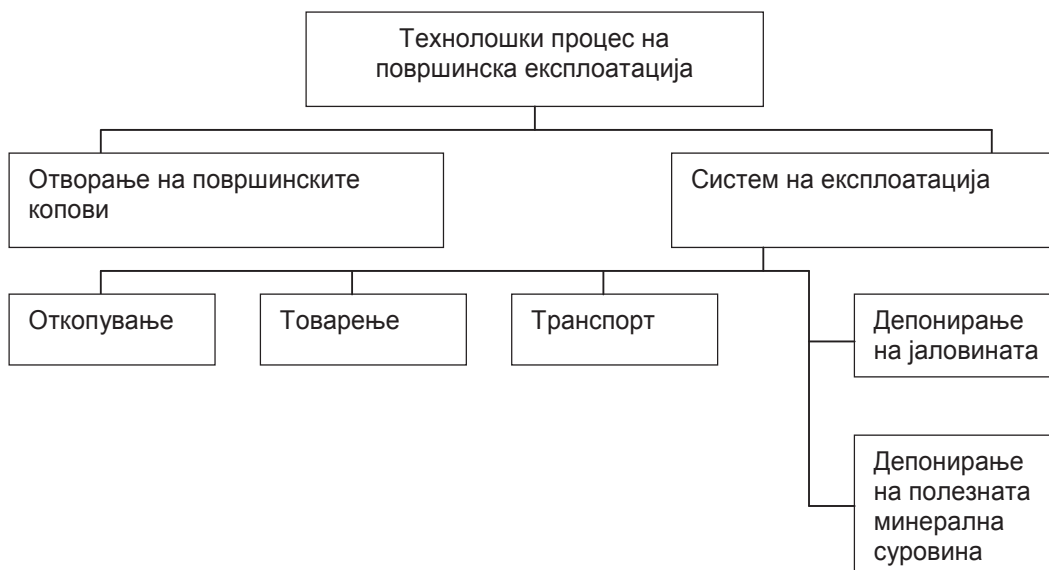 Технолошки процес на
површинска експлоатација
Отворање на површинските
копови
Систем на експлоатација
Откопување
Товарење
Транспорт
Депонирање
на јаловината
Депонирање
на полезната
минерална
суровина